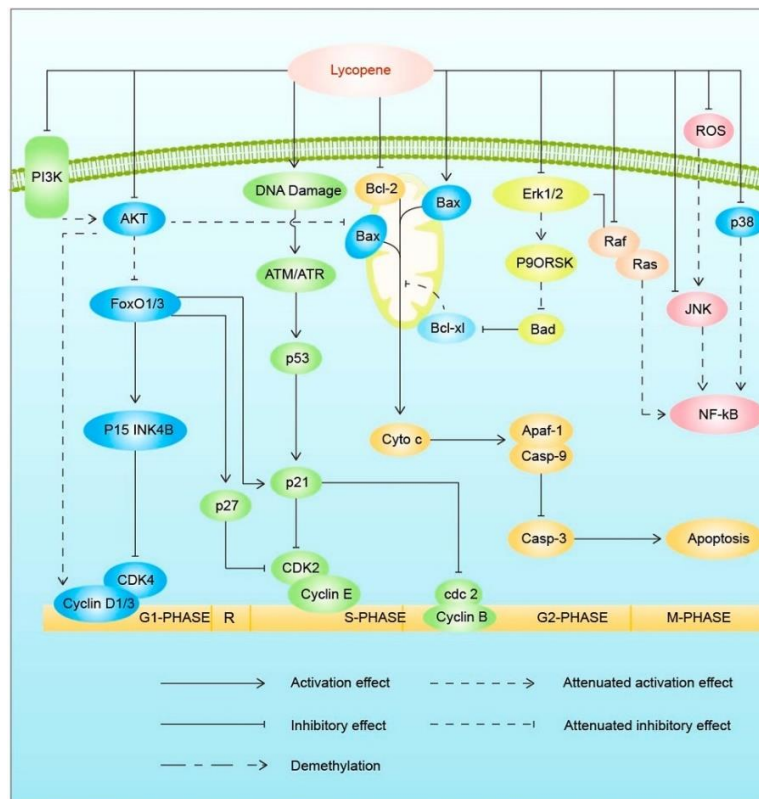 Lycopene
ROS
PI3K
DNA Damage
Bcl-2
Bax
Erk1/2
AKT
p38
Bax
Raf
Ras
ATM/ATR
P9ORSK
FoxO1/3
Bcl-xl
Bad
JNK
p53
P15 INK4B
Cyto c
Apaf-1
Casp-9
NF-kB
p27
p21
Casp-3
Apoptosis
CDK4
CDK2
Cyclin D1/3
Cyclin E
cdc 2
Cyclin B
G1-PHASE
R
S-PHASE
G2-PHASE
M-PHASE
Activation effect
Attenuated activation effect
Inhibitory effect
Attenuated inhibitory effect
Demethylation